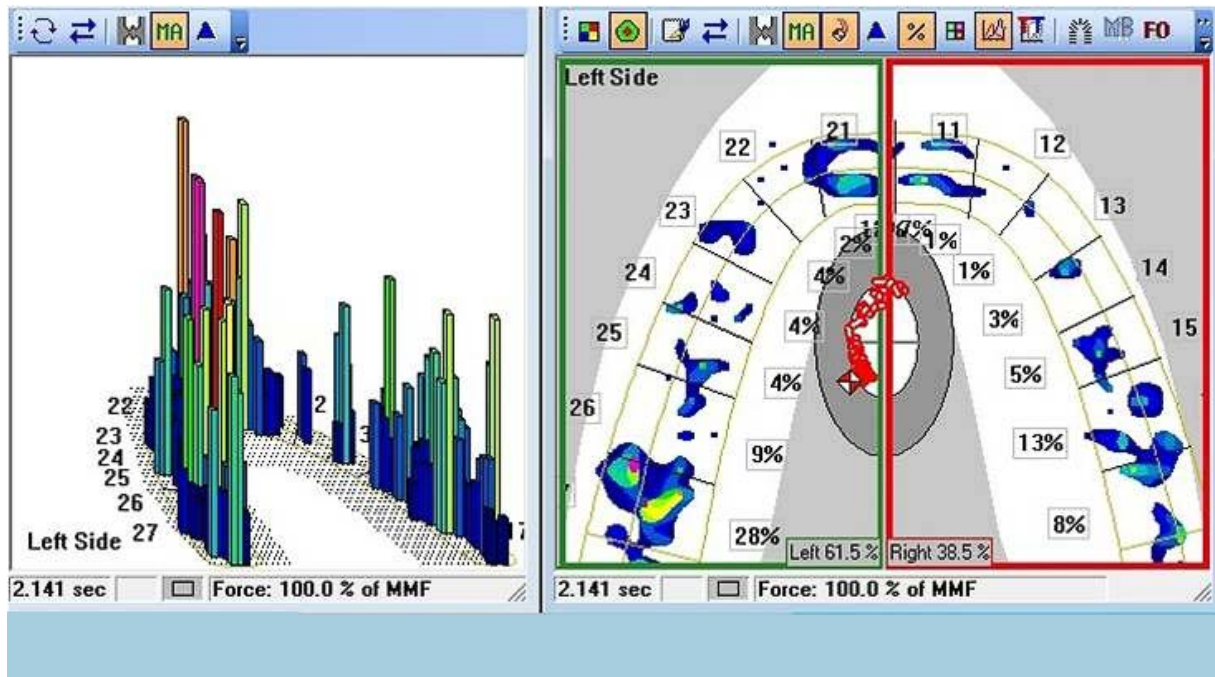 MA
MA
%
MB
FO
Left Side
21
11
22
12
23
13
24
14
25
15
26
2%
7%
1%
4%
1%
4%
3%
4%
5%
9%
13%
28%
8%
Left 61.5 %
Right 38.5 %
22
2
23
3
24
25
26
27
Left Side
2.141 sec
Force: 100.0 % of MMF
2.141 sec
Force: 100.0 % of MMF